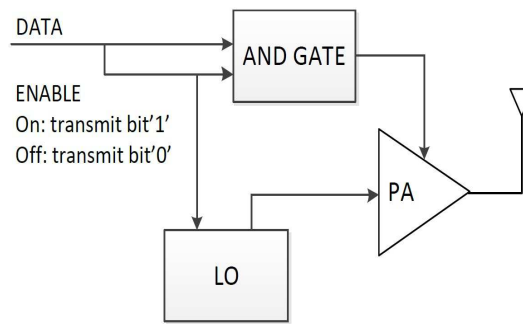 DATA
AND GATE
ENABLE
On: transmit bit'1'
Off: transmit bit'0'
PA
LO